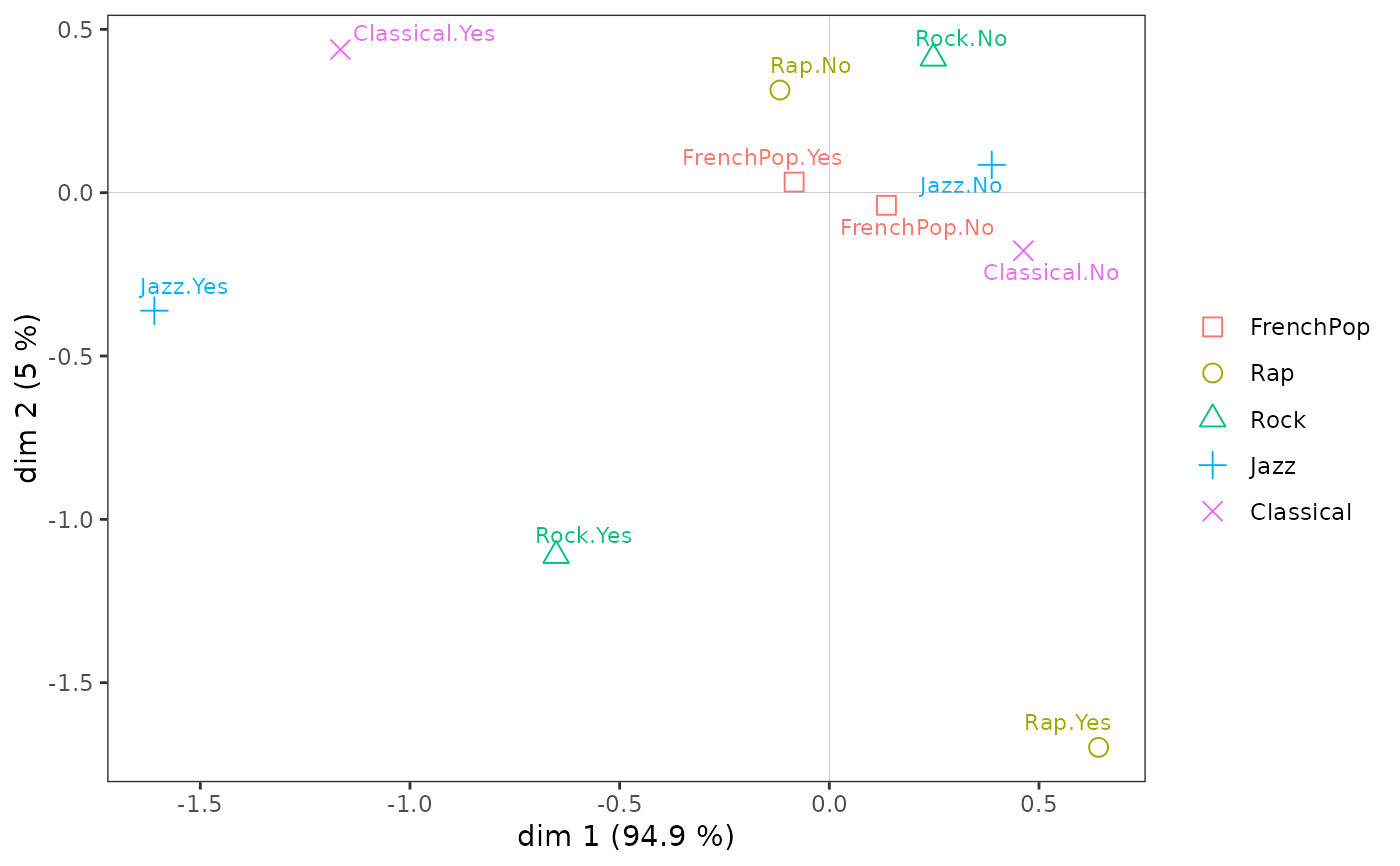 0.5
0.0
-0.5
-1.0
-1.5
dim 2 (5 %)
Classical.Yes
Rock.No
Rap.No
FrenchPop.Yes
Jazz.No
FrenchPop.No
Classical.No
Jazz.Yes
Rock.Yes
Rap.Yes
-1.5
-1.0
-0.5
0.0
0.5
dim 1 (94.9 %)
FrenchPop
Rap
Rock
Jazz
Classical